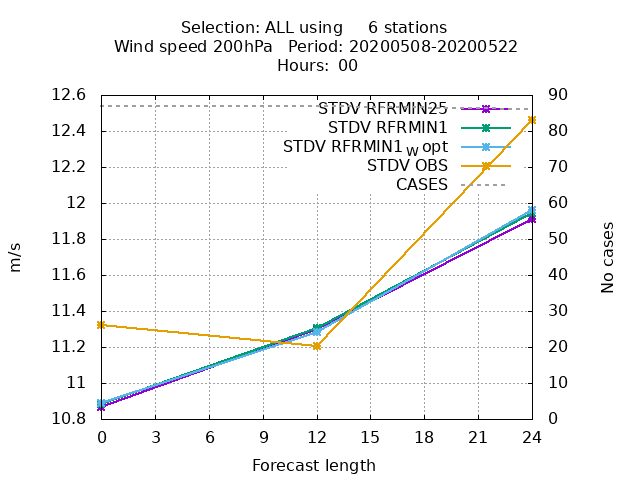 Selection: ALL using     6 stations
Wind speed 200hPa   Period: 20200508-20200522
Hours:  00
12.6
12.4
12.2
12
11.8
11.6
11.4
11.2
11
10.8
m/s
STDV RFRMIN25
STDV RFRMIN1
STDV RFRMIN1 W opt
STDV OBS
CASES
90
80
70
60
50
40
30
20
10
0
No cases
0 3 6 9 12 15 18 21 24
Forecast length